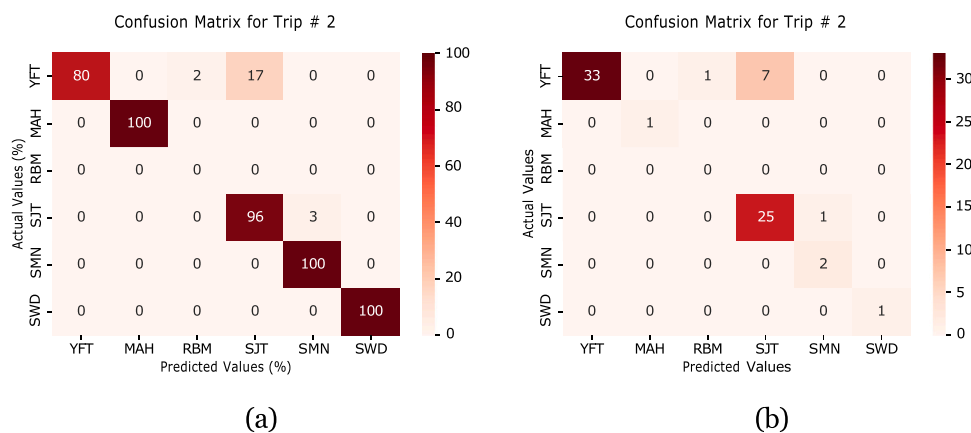 Confusion Matrix for Trip # 2
Actual Values (%)
YFT 80 0 2 17 0 0
MAH 0 100 0 0 0 0
RBM 0 0 0 0 0 0
SJT 0 0 0 96 3 0
SMN 0 0 0 0 100 0
SWD 0 0 0 0 0 100
YFT MAH RBM SJT SMN SWD
Predicted Values (%)
100
80
60
40
20
0
(a)
Confusion Matrix for Trip # 2
Actual Values
YFT 33 0 1 7 0 0
MAH 0 1 0 0 0 0
RBM 0 0 0 0 0 0
SJT 0 0 0 25 1 0
SMN 0 0 0 0 2 0
SWD 0 0 0 0 0 1
YFT MAH RBM SJT SMN SWD
Predicted Values
30
25
20
15
10
5
0
(b)